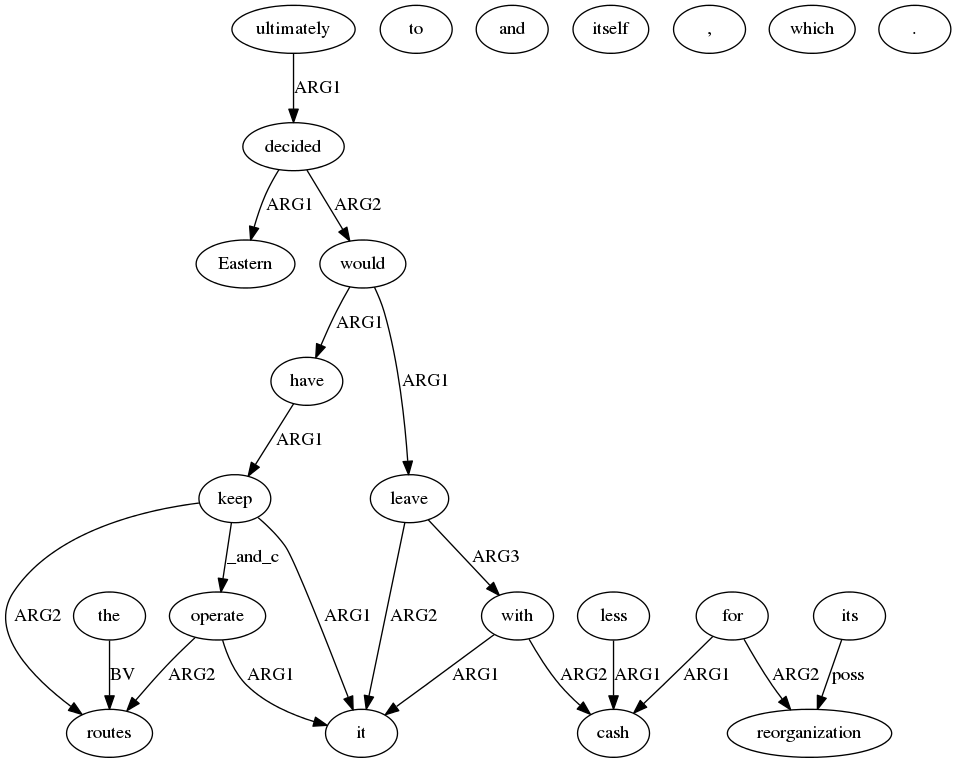 ultimately to and itself , which .
ARG1
decided
ARG1 ARG2
Eastern would
ARG1
have ARG1
ARG1
keep leave
_and_c ARG3
ARG2 the operate ARG1 ARG2 with less for its
BV ARG2 ARG1 ARG1 ARG2 ARG1 ARG1 ARG2 poss
routes it cash reorganization